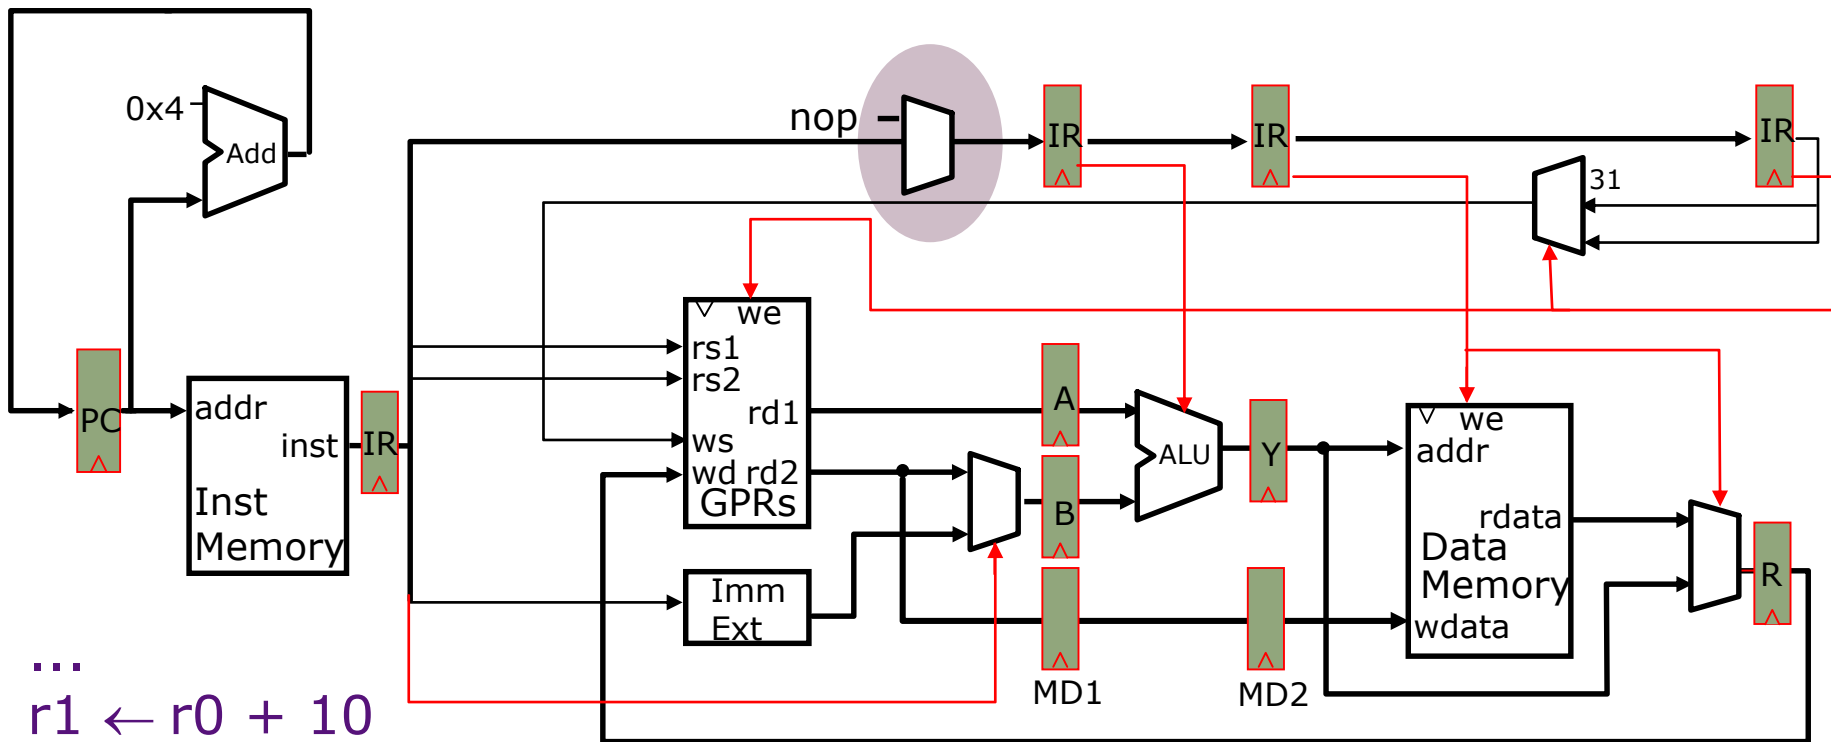 0x4
Add
nop
IR
IR
IR
31
PC
addr
inst
Inst
Memory
IR
we
rs1
rs2
rd1
ws
wd rd2
GPRs
Imm
Ext
A
B
MD1
ALU
Y
MD2
we
addr
rdata
Data
Memory
wdata
R
...
r1 ← r0 + 10